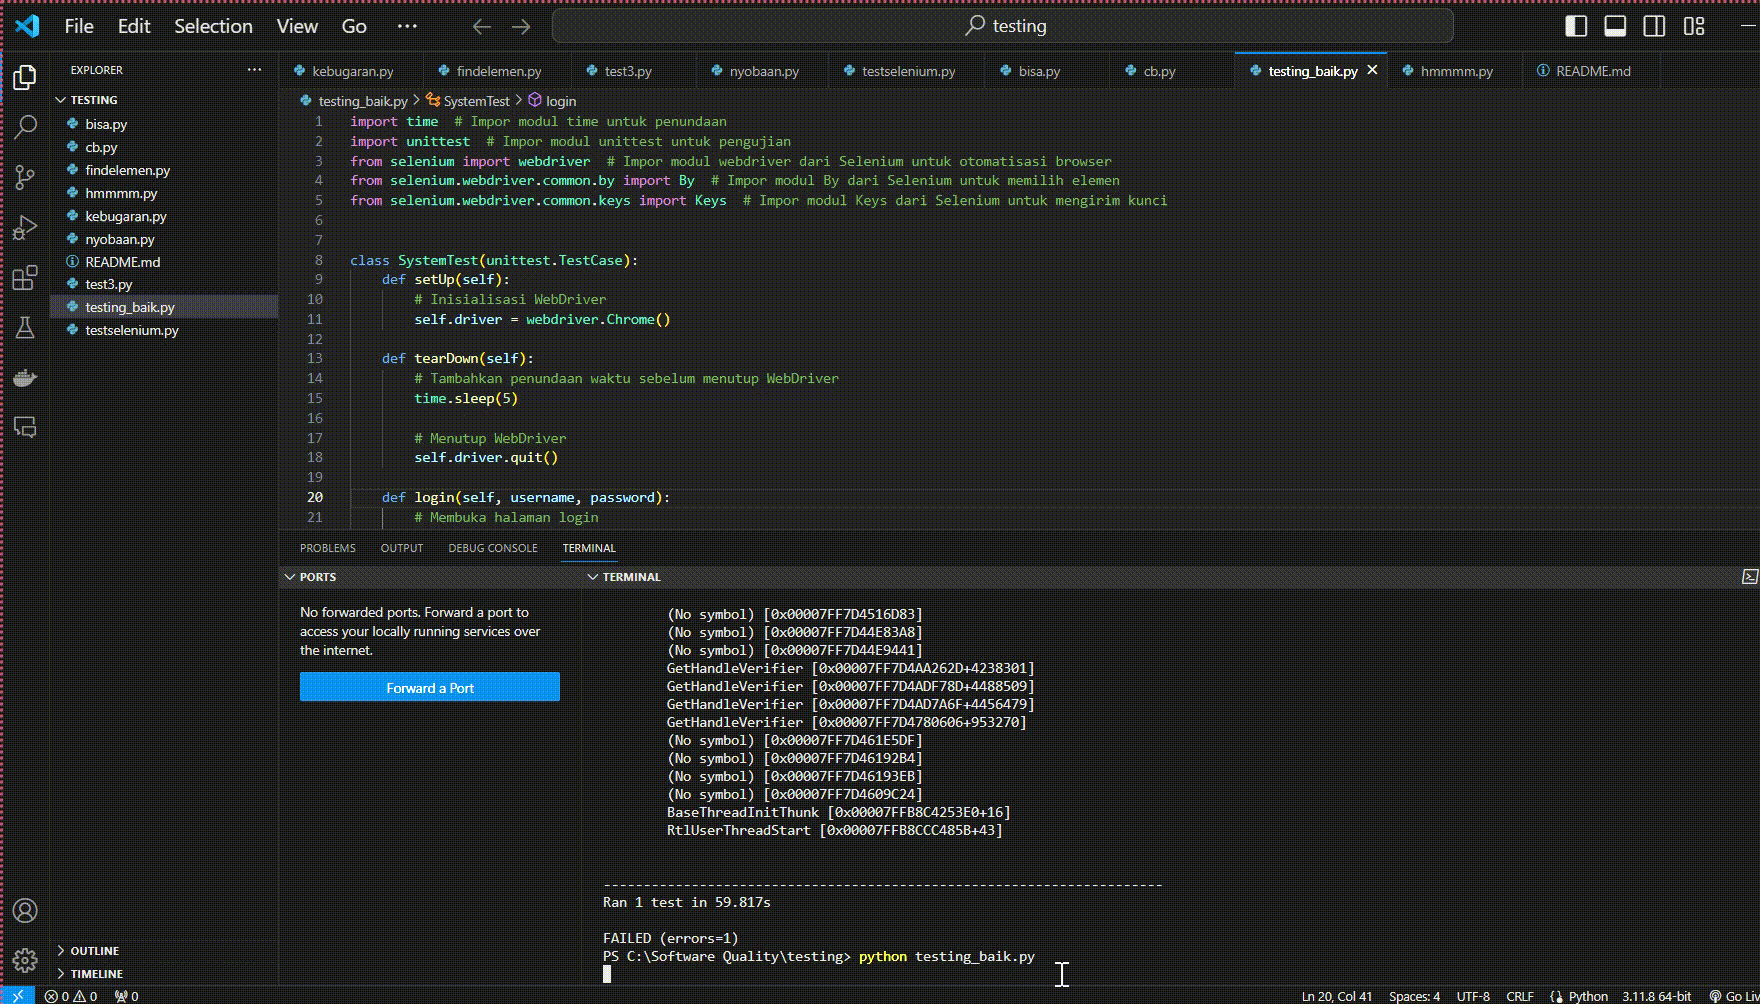 File Edit Selection View Go ... testing
EXPLORER ...
TESTING
bisa.py
cb.py
findelemen.py
hmmmm.py
kebugaran.py
nyobaan.py
README.md
test3.py
testing_baik.py
testselenium.py
OUTLINE
TIMELINE
kebugaran.py findelemen.py test3.py nyobaan.py testselenium.py bisa.py cb.py testing_baik.py hmmmm.py README.md
testing_baik.py > SystemTest > login
1 import time  # Impor modul time untuk penundaan
2 import unittest  # Impor modul unittest untuk pengujian
3 from selenium import webdriver  # Impor modul webdriver dari Selenium untuk otomatisasi browser
4 from selenium.webdriver.common.by import By  # Impor modul By dari Selenium untuk memilih elemen
5 from selenium.webdriver.common.keys import Keys  # Impor modul Keys dari Selenium untuk mengirim kunci
6
7
8 class SystemTest(unittest.TestCase):
9     def setUp(self):
10         # Inisialisasi WebDriver
11         self.driver = webdriver.Chrome()
12
13     def tearDown(self):
14         # Tambahkan penundaan waktu sebelum menutup WebDriver
15         time.sleep(5)
16
17         # Menutup WebDriver
18         self.driver.quit()
19
20     def login(self, username, password):
21         # Membuka halaman login
PROBLEMS OUTPUT DEBUG CONSOLE TERMINAL
PORTS
No forwarded ports. Forward a port to
access your locally running services over
the internet.
Forward a Port
TERMINAL
(No symbol) [0x00007FF7D4516D83]
(No symbol) [0x00007FF7D44E83A8]
(No symbol) [0x00007FF7D44E9441]
GetHandleVerifier [0x00007FF7D4AA262D+4238301]
GetHandleVerifier [0x00007FF7D4ADF78D+4488509]
GetHandleVerifier [0x00007FF7D4AD7A6F+4456479]
GetHandleVerifier [0x00007FF7D4780606+953270]
(No symbol) [0x00007FF7D461E5DF]
(No symbol) [0x00007FF7D46192B4]
(No symbol) [0x00007FF7D46193EB]
(No symbol) [0x00007FF7D4609C24]
BaseThreadInitThunk [0x00007FFB8C4253E0+16]
RtlUserThreadStart [0x00007FFB8CCC485B+43]
----------------------------------------------------------------------
Ran 1 test in 59.817s
FAILED (errors=1)
PS C:\Software Quality\testing> python testing_baik.py
0 0 0 Ln 20, Col 41 Spaces: 4 UTF-8 CRLF Python 3.11.8 64-bit Go Liv